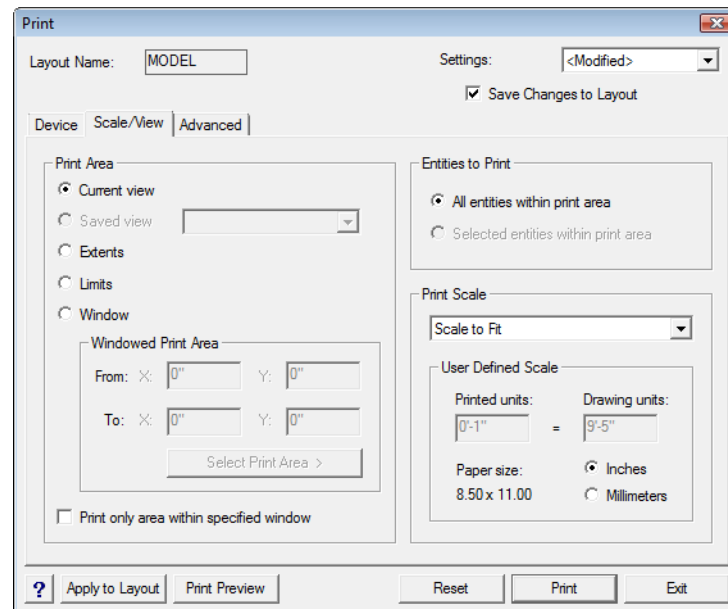 Print
Layout Name: MODEL
Settings: <Modified>
Save Changes to Layout
Device Scale/View Advanced
Print Area
Current view
Saved view
Extents
Limits
Window
Windowed Print Area
From: X: 0" Y: 0"
To: X: 0" Y: 0"
Select Print Area >
Print only area within specified window
Entities to Print
All entities within print area
Selected entities within print area
Print Scale
Scale to Fit
User Defined Scale
Printed units: Drawing units:
0'-1" = 9'-5"
Paper size: Inches
8.50 x 11.00 Millimeters
? Apply to Layout Print Preview Reset Print Exit